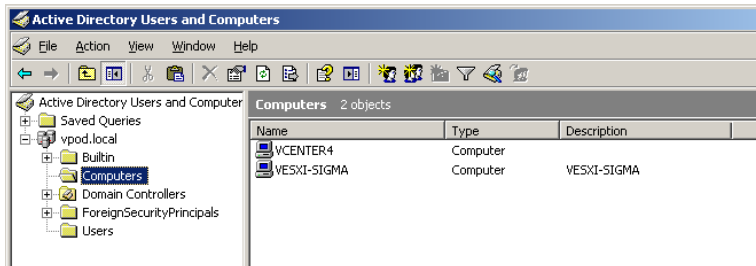 Active Directory Users and Computers
File Action View Window Help
Active Directory Users and Computer
Computers 2 objects
Saved Queries
vpod.local
Builtin
Computers
Domain Controllers
ForeignSecurityPrincipals
Users
Name Type Description
VCENTER4 Computer
VESXI-SIGMA Computer VESXI-SIGMA